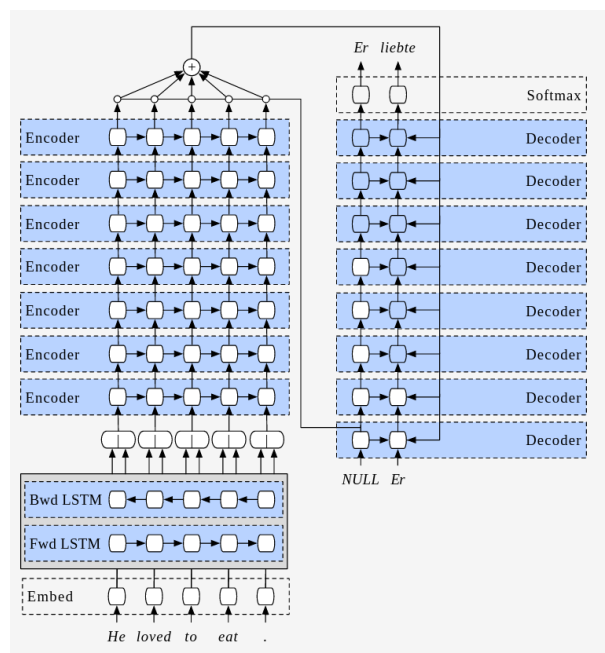 Er liebte
Softmax
Encoder
Encoder
Encoder
Encoder
Encoder
Encoder
Encoder
Decoder
Decoder
Decoder
Decoder
Decoder
Decoder
Decoder
Decoder
NULL Er
Bwd LSTM
Fwd LSTM
Embed
He loved to eat .